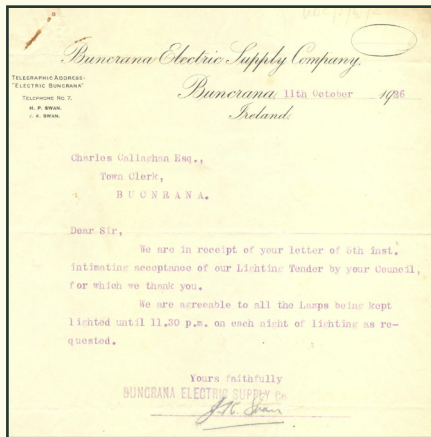 Buncrana Electric Supply Company.
TELEGRAPHIC ADDRESS-
"ELECTRIC BUNCRANA"
TELEPHONE NO. 7.
H. P. SWAN.
J. K. SWAN.
Buncrana, 11th October 1926
Ireland.
Charles Callaghan Esq.,
Town Clerk,
BUCNRANA.
Dear Sir,
We are in receipt of your letter of 8th inst.
intimating acceptance of our Lighting Tender by your Council,
for which we thank you.
We are agreeable to all the Lamps being kept
lighted until 11.30 p.m. on each night of lighting as re-
quested.
Yours faithfully
BUNCRANA ELECTRIC SUPPLY Co
J.K. Swan